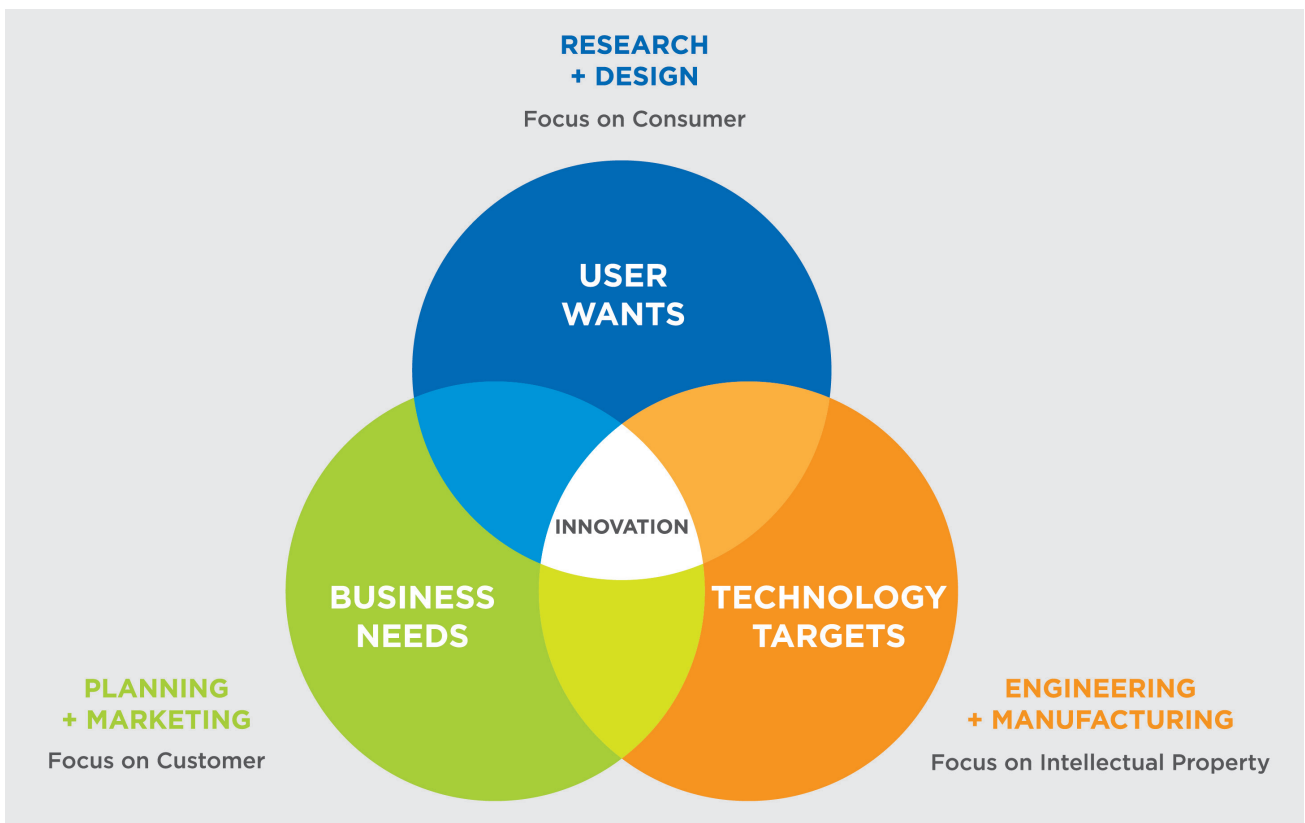 RESEARCH
+ DESIGN
Focus on Consumer
USER
WANTS
INNOVATION
BUSINESS
NEEDS
TECHNOLOGY
TARGETS
PLANNING
+ MARKETING
Focus on Customer
ENGINEERING
+ MANUFACTURING
Focus on Intellectual Property